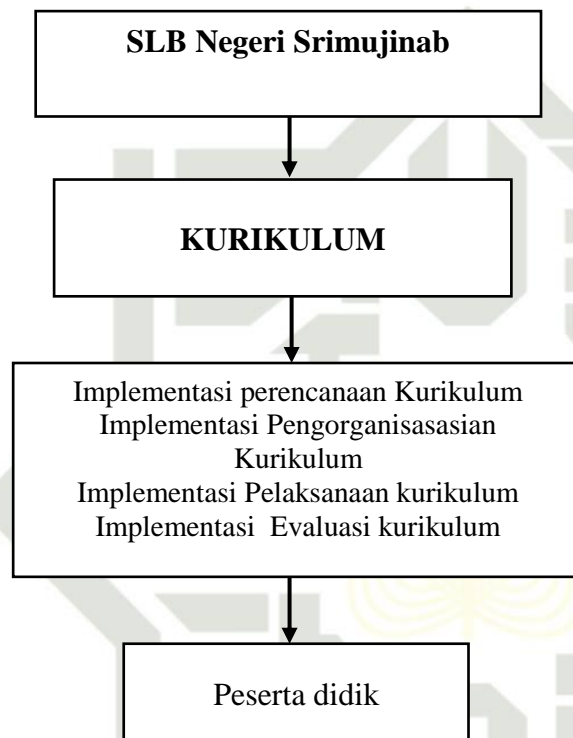 SLB Negeri Srimujinab
KURIKULUM
Implementasi perencanaan Kurikulum
Implementasi Pengorganisasasian
Kurikulum
Implementasi Pelaksanaan kurikulum
Implementasi Evaluasi kurikulum
Peserta didik